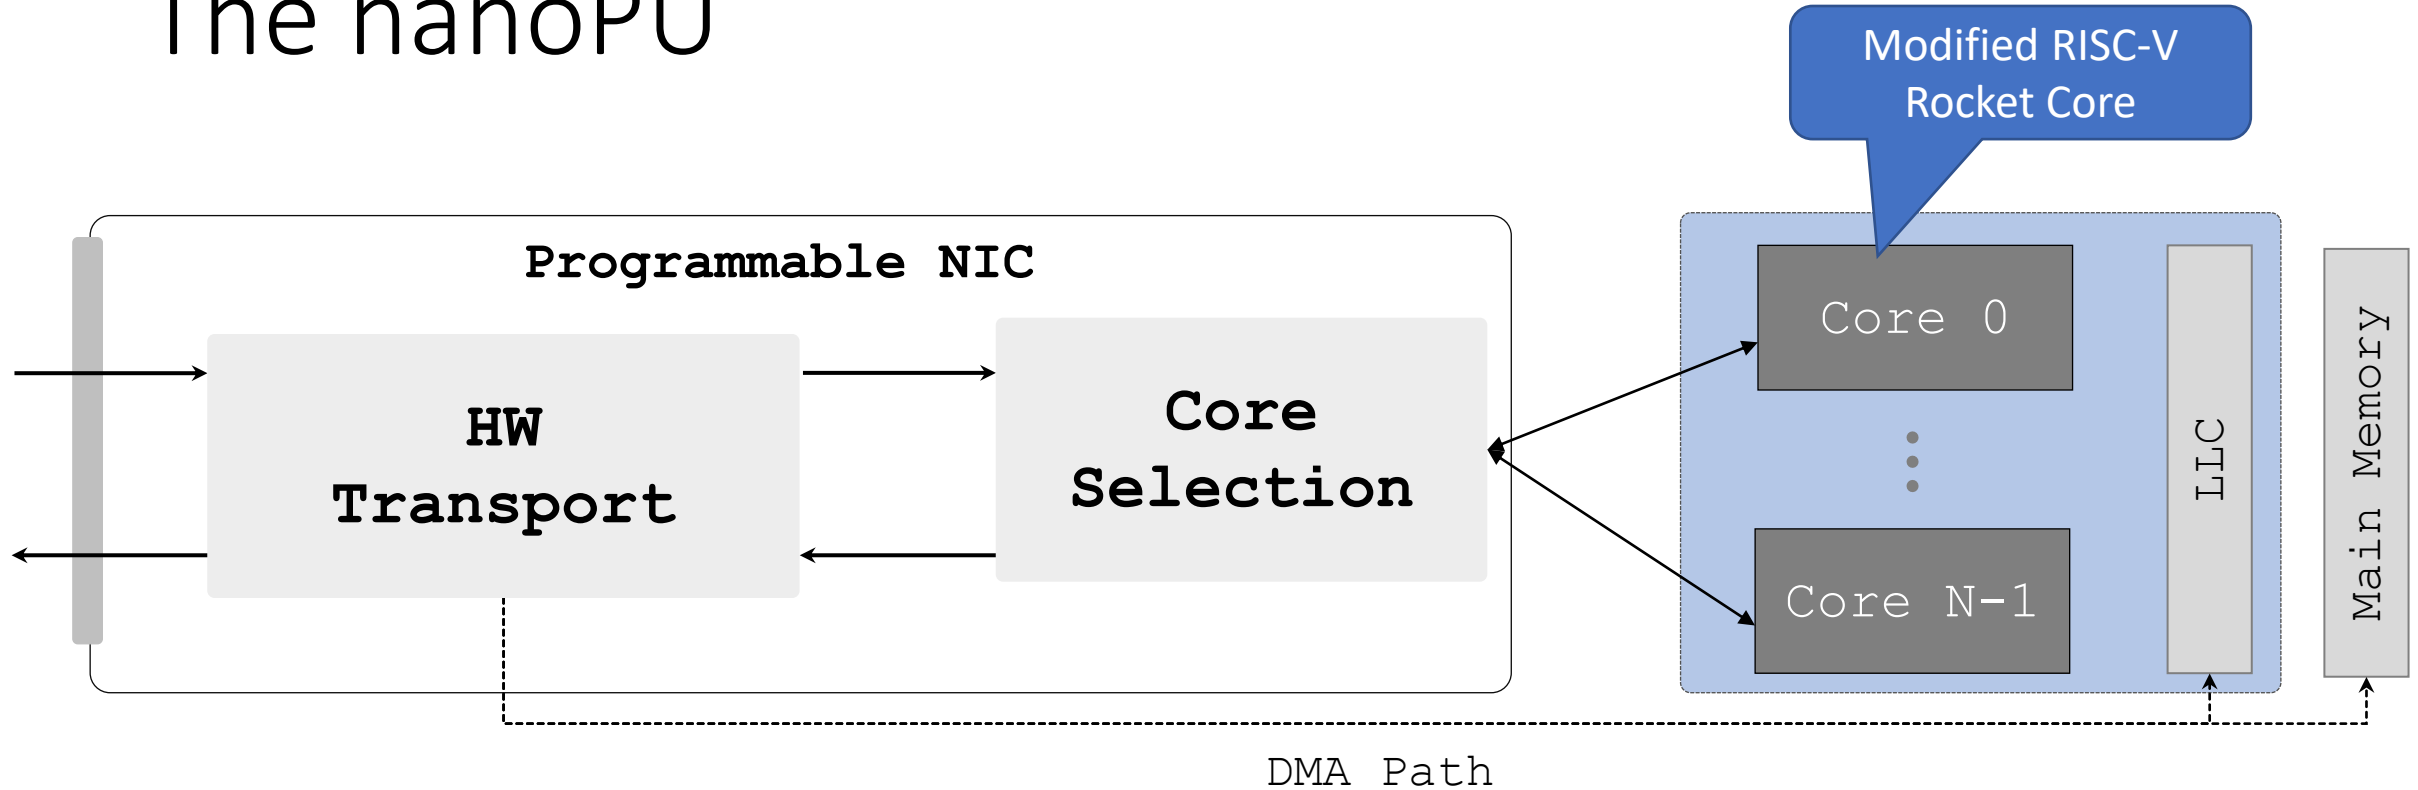 The nanoPU
Modified RISC-V
Rocket Core
Programmable NIC
HW
Transport
Core
Selection
Core 0
Core N-1
LLC
Main Memory
DMA Path